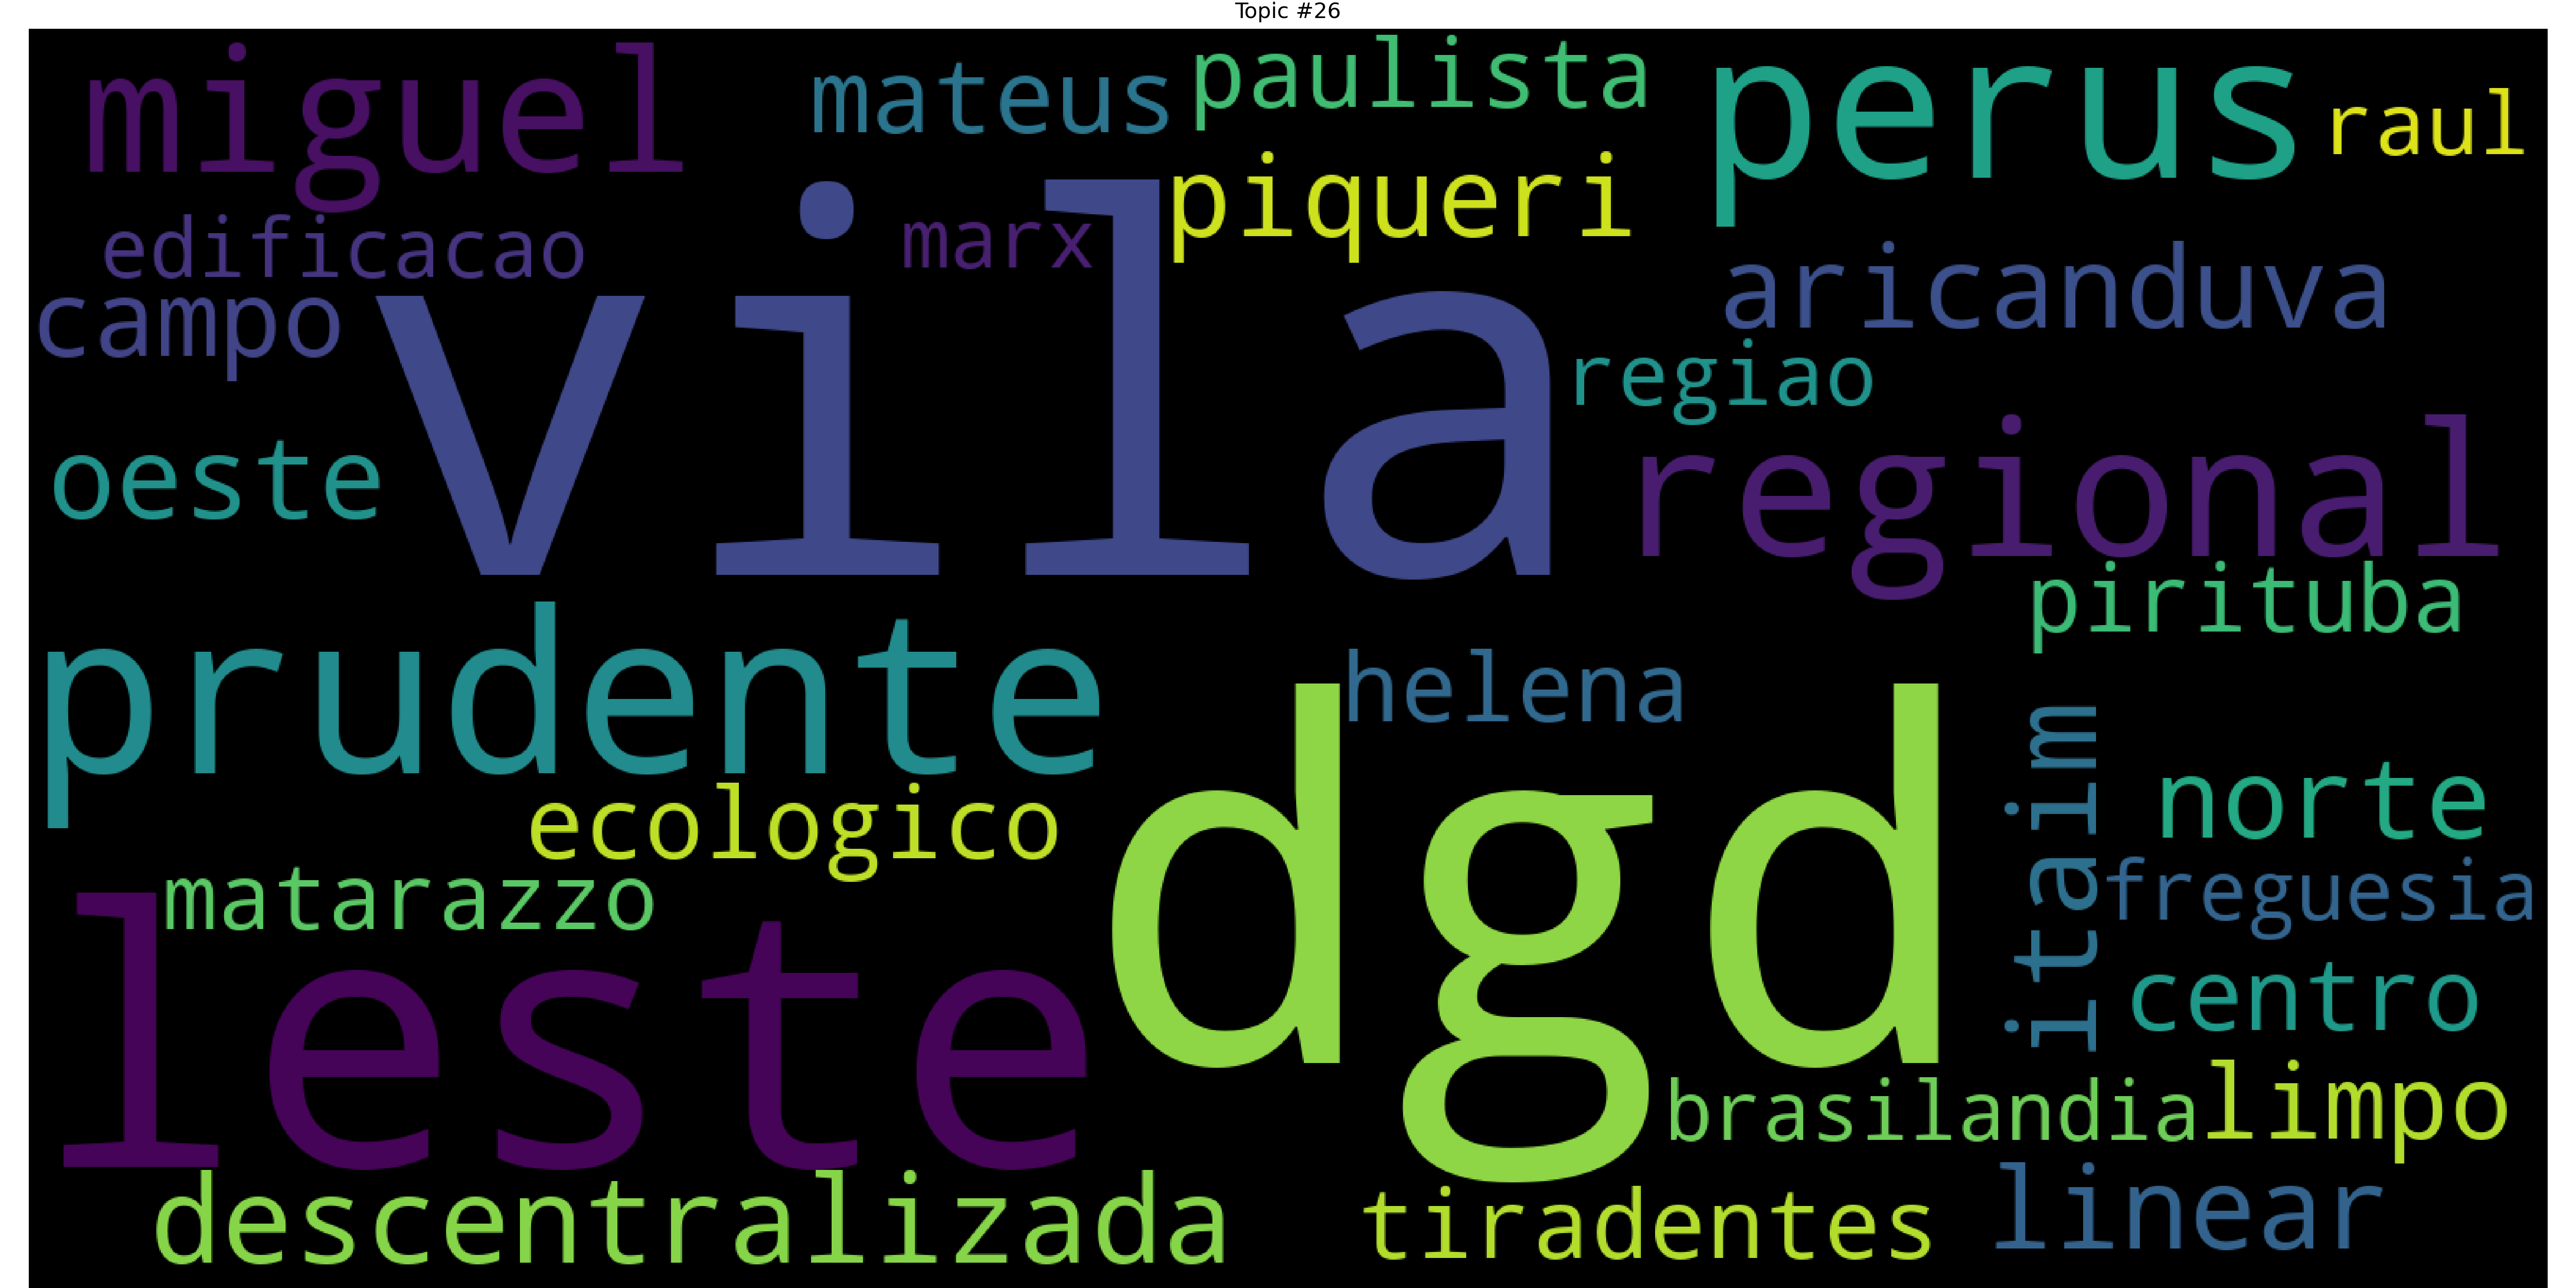 Topic #26
miguel
mateus
paulista
perus
raul
edificacao
marx
piqueri
campo
vila
aricanduva
regiao
oeste
regional
pirituba
prudente
helena
ecologico
dgd
itaim
norte
matarazzo
freguesia
leste
centro
brasilandia
limpo
descentralizada
tiradentes
linear